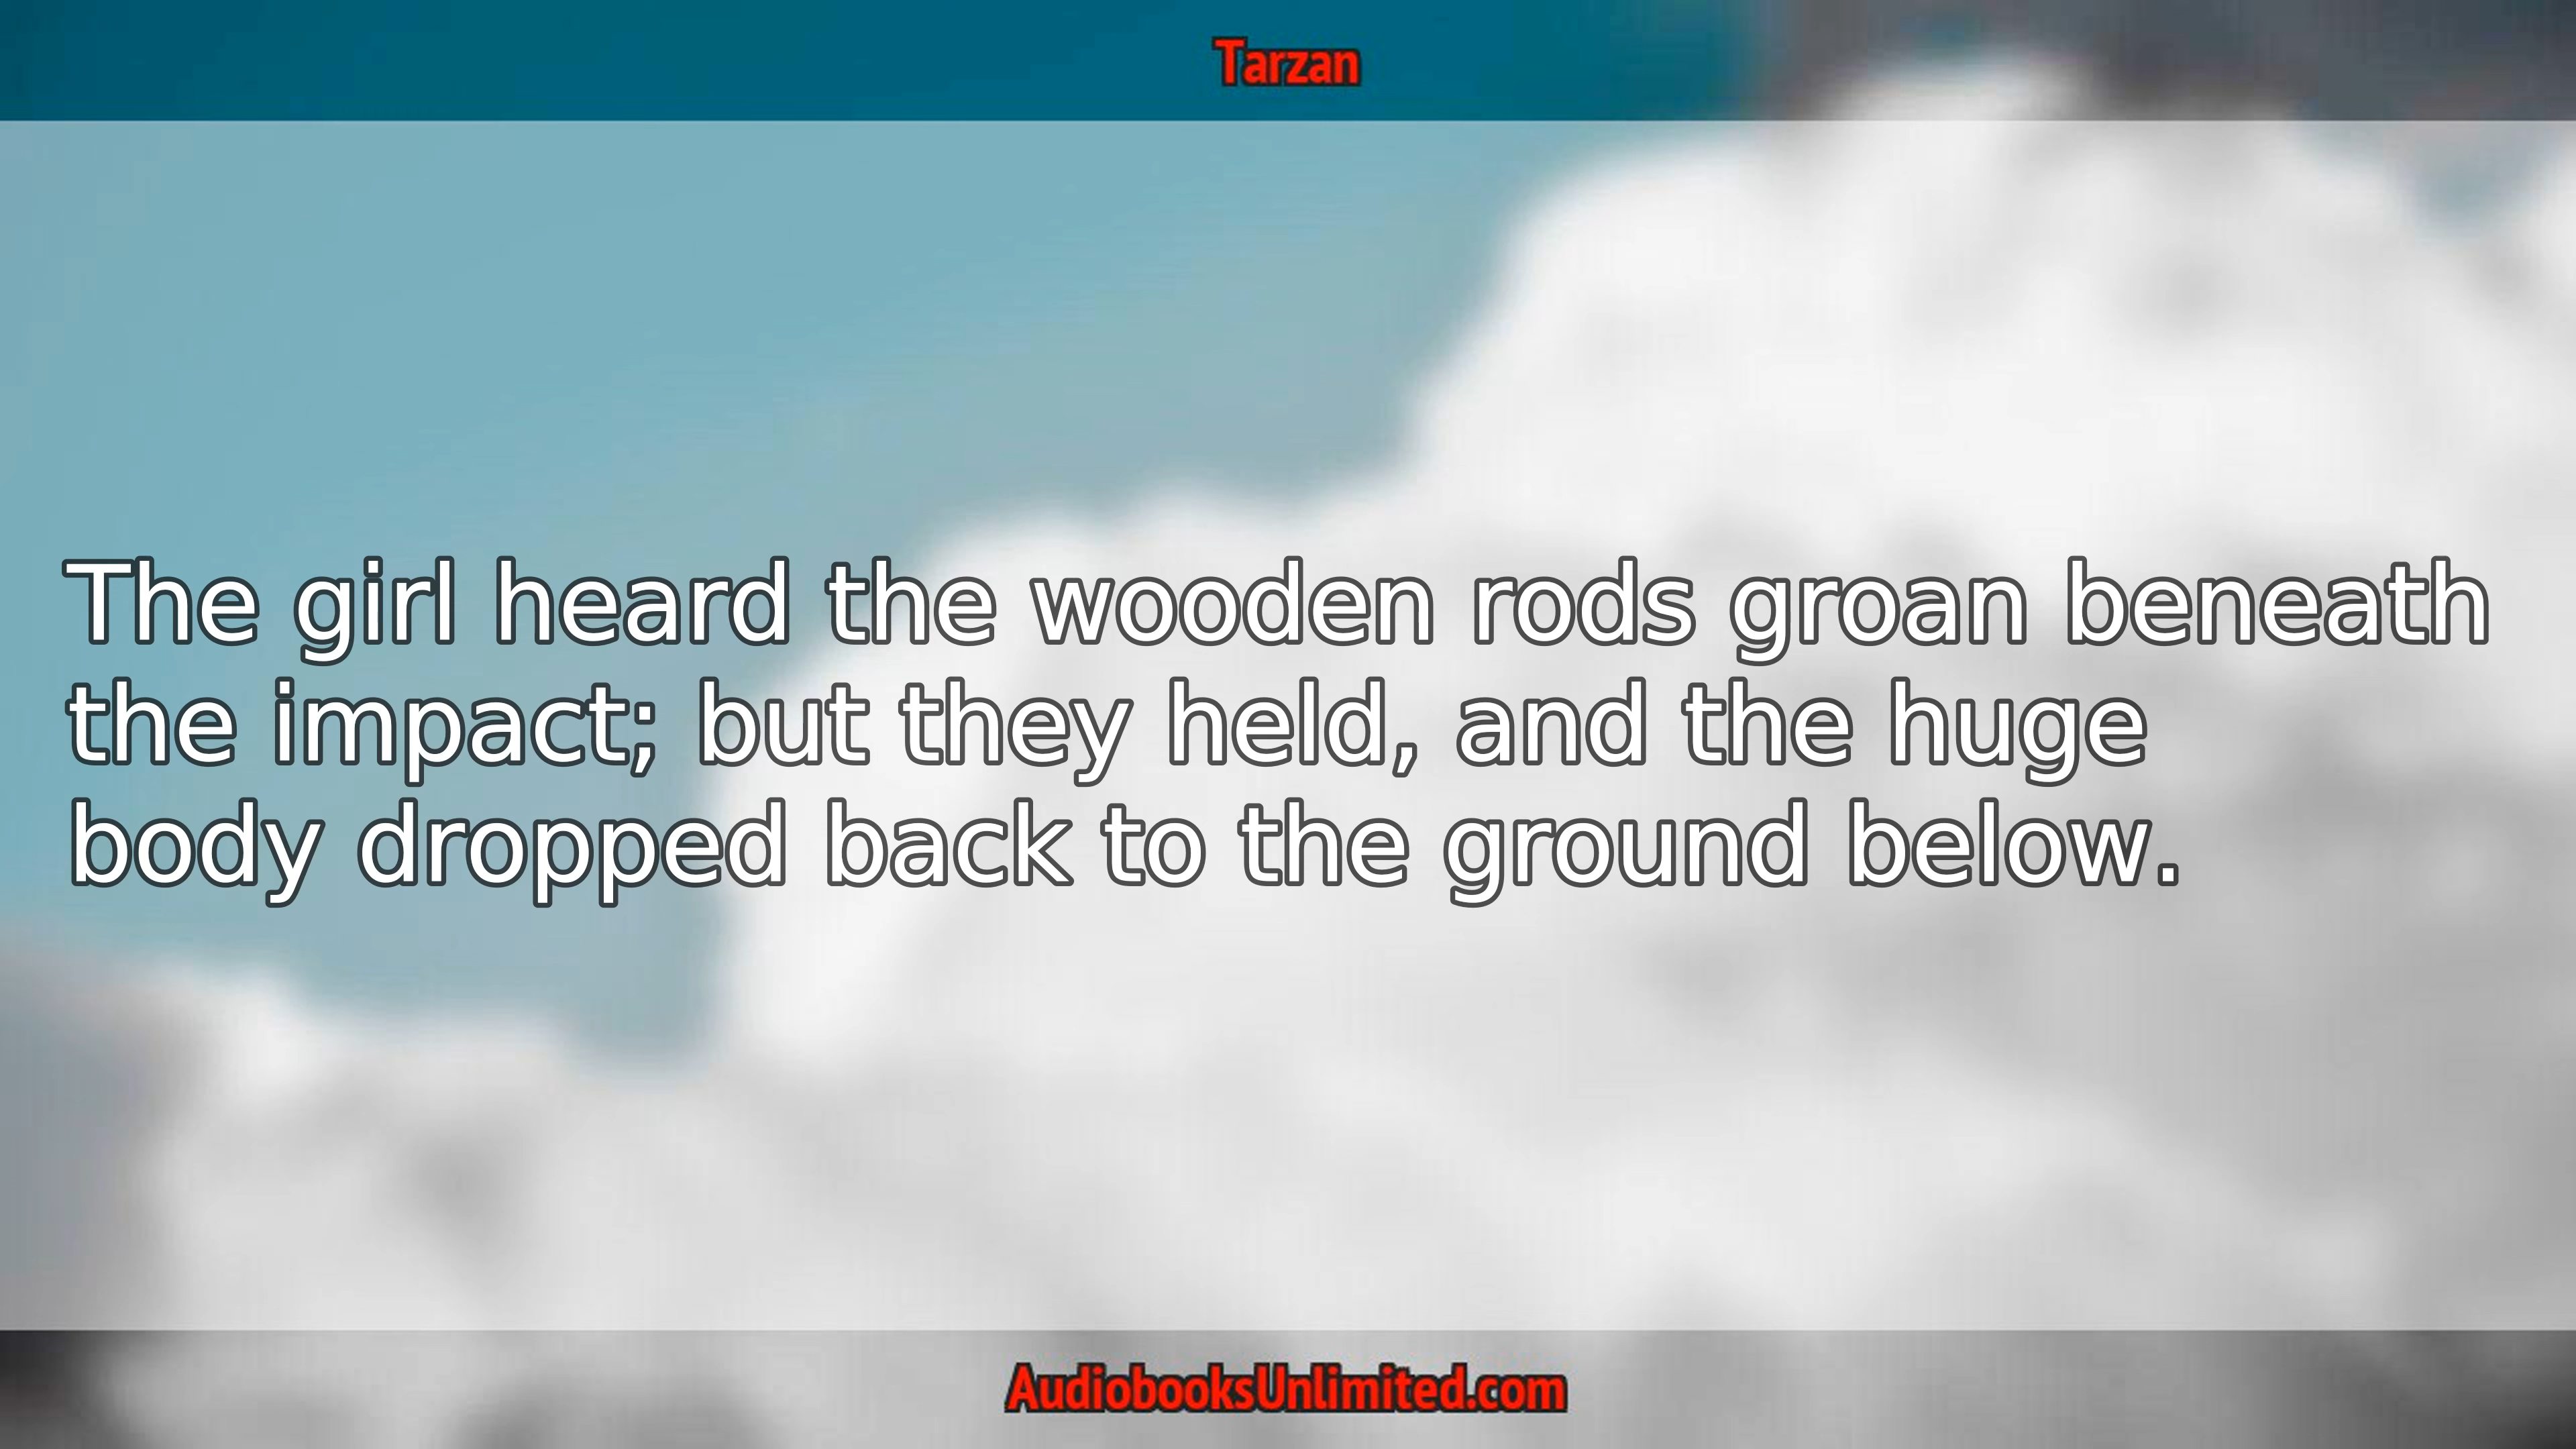 Tarzan
The girl heard the wooden rods groan beneath
the impact; but they held, and the huge
body dropped back to the ground below.
AudiobooksUnlimited.com